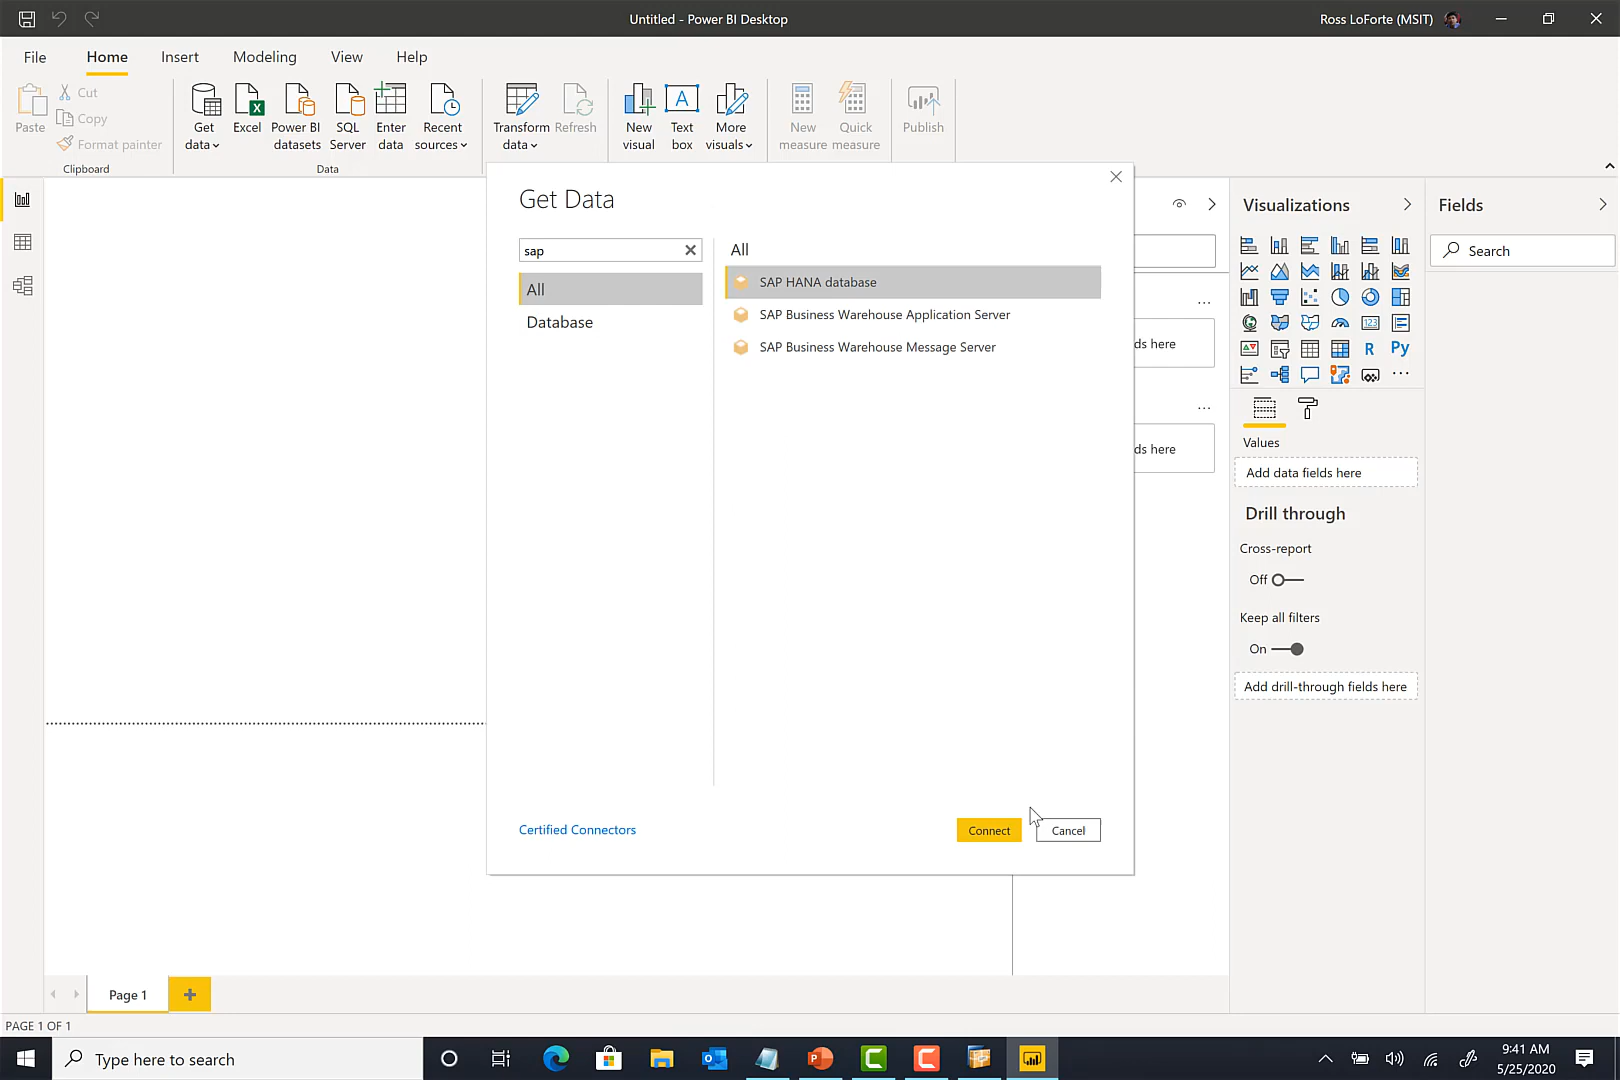 Untitled - Power BI Desktop
Ross LoForte (MSIT)
File
Home
Insert
Modeling
View
Help
Paste
Cut
Copy
Format painter
Clipboard
Get data
Excel
Power BI datasets
SQL Server
Enter data
Recent sources
Data
Transform data
Refresh
New visual
Text box
More visuals
New measure
Quick measure
Publish
Get Data
sap
All
Database
All
SAP HANA database
SAP Business Warehouse Application Server
SAP Business Warehouse Message Server
Certified Connectors
Connect
Cancel
ds here
ds here
Visualizations
123
R
Py
Values
Add data fields here
Drill through
Cross-report
Off
Keep all filters
On
Add drill-through fields here
Fields
Search
Page 1
PAGE 1 OF 1
Type here to search
9:41 AM
5/25/2020